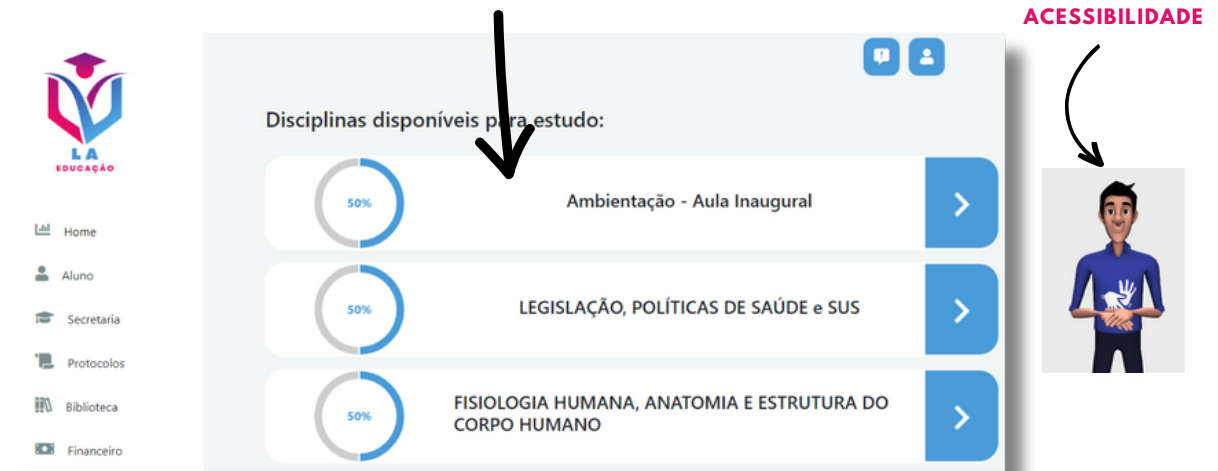 ACESSIBILIDADE
LA
EDUCAÇÃO
Home
Aluno
Secretaria
Protocolos
Biblioteca
Financeiro
Disciplinas disponíveis para estudo:
50%
Ambientação - Aula Inaugural
50%
LEGISLAÇÃO, POLÍTICAS DE SAÚDE e SUS
50%
FISIOLOGIA HUMANA, ANATOMIA E ESTRUTURA DO
CORPO HUMANO